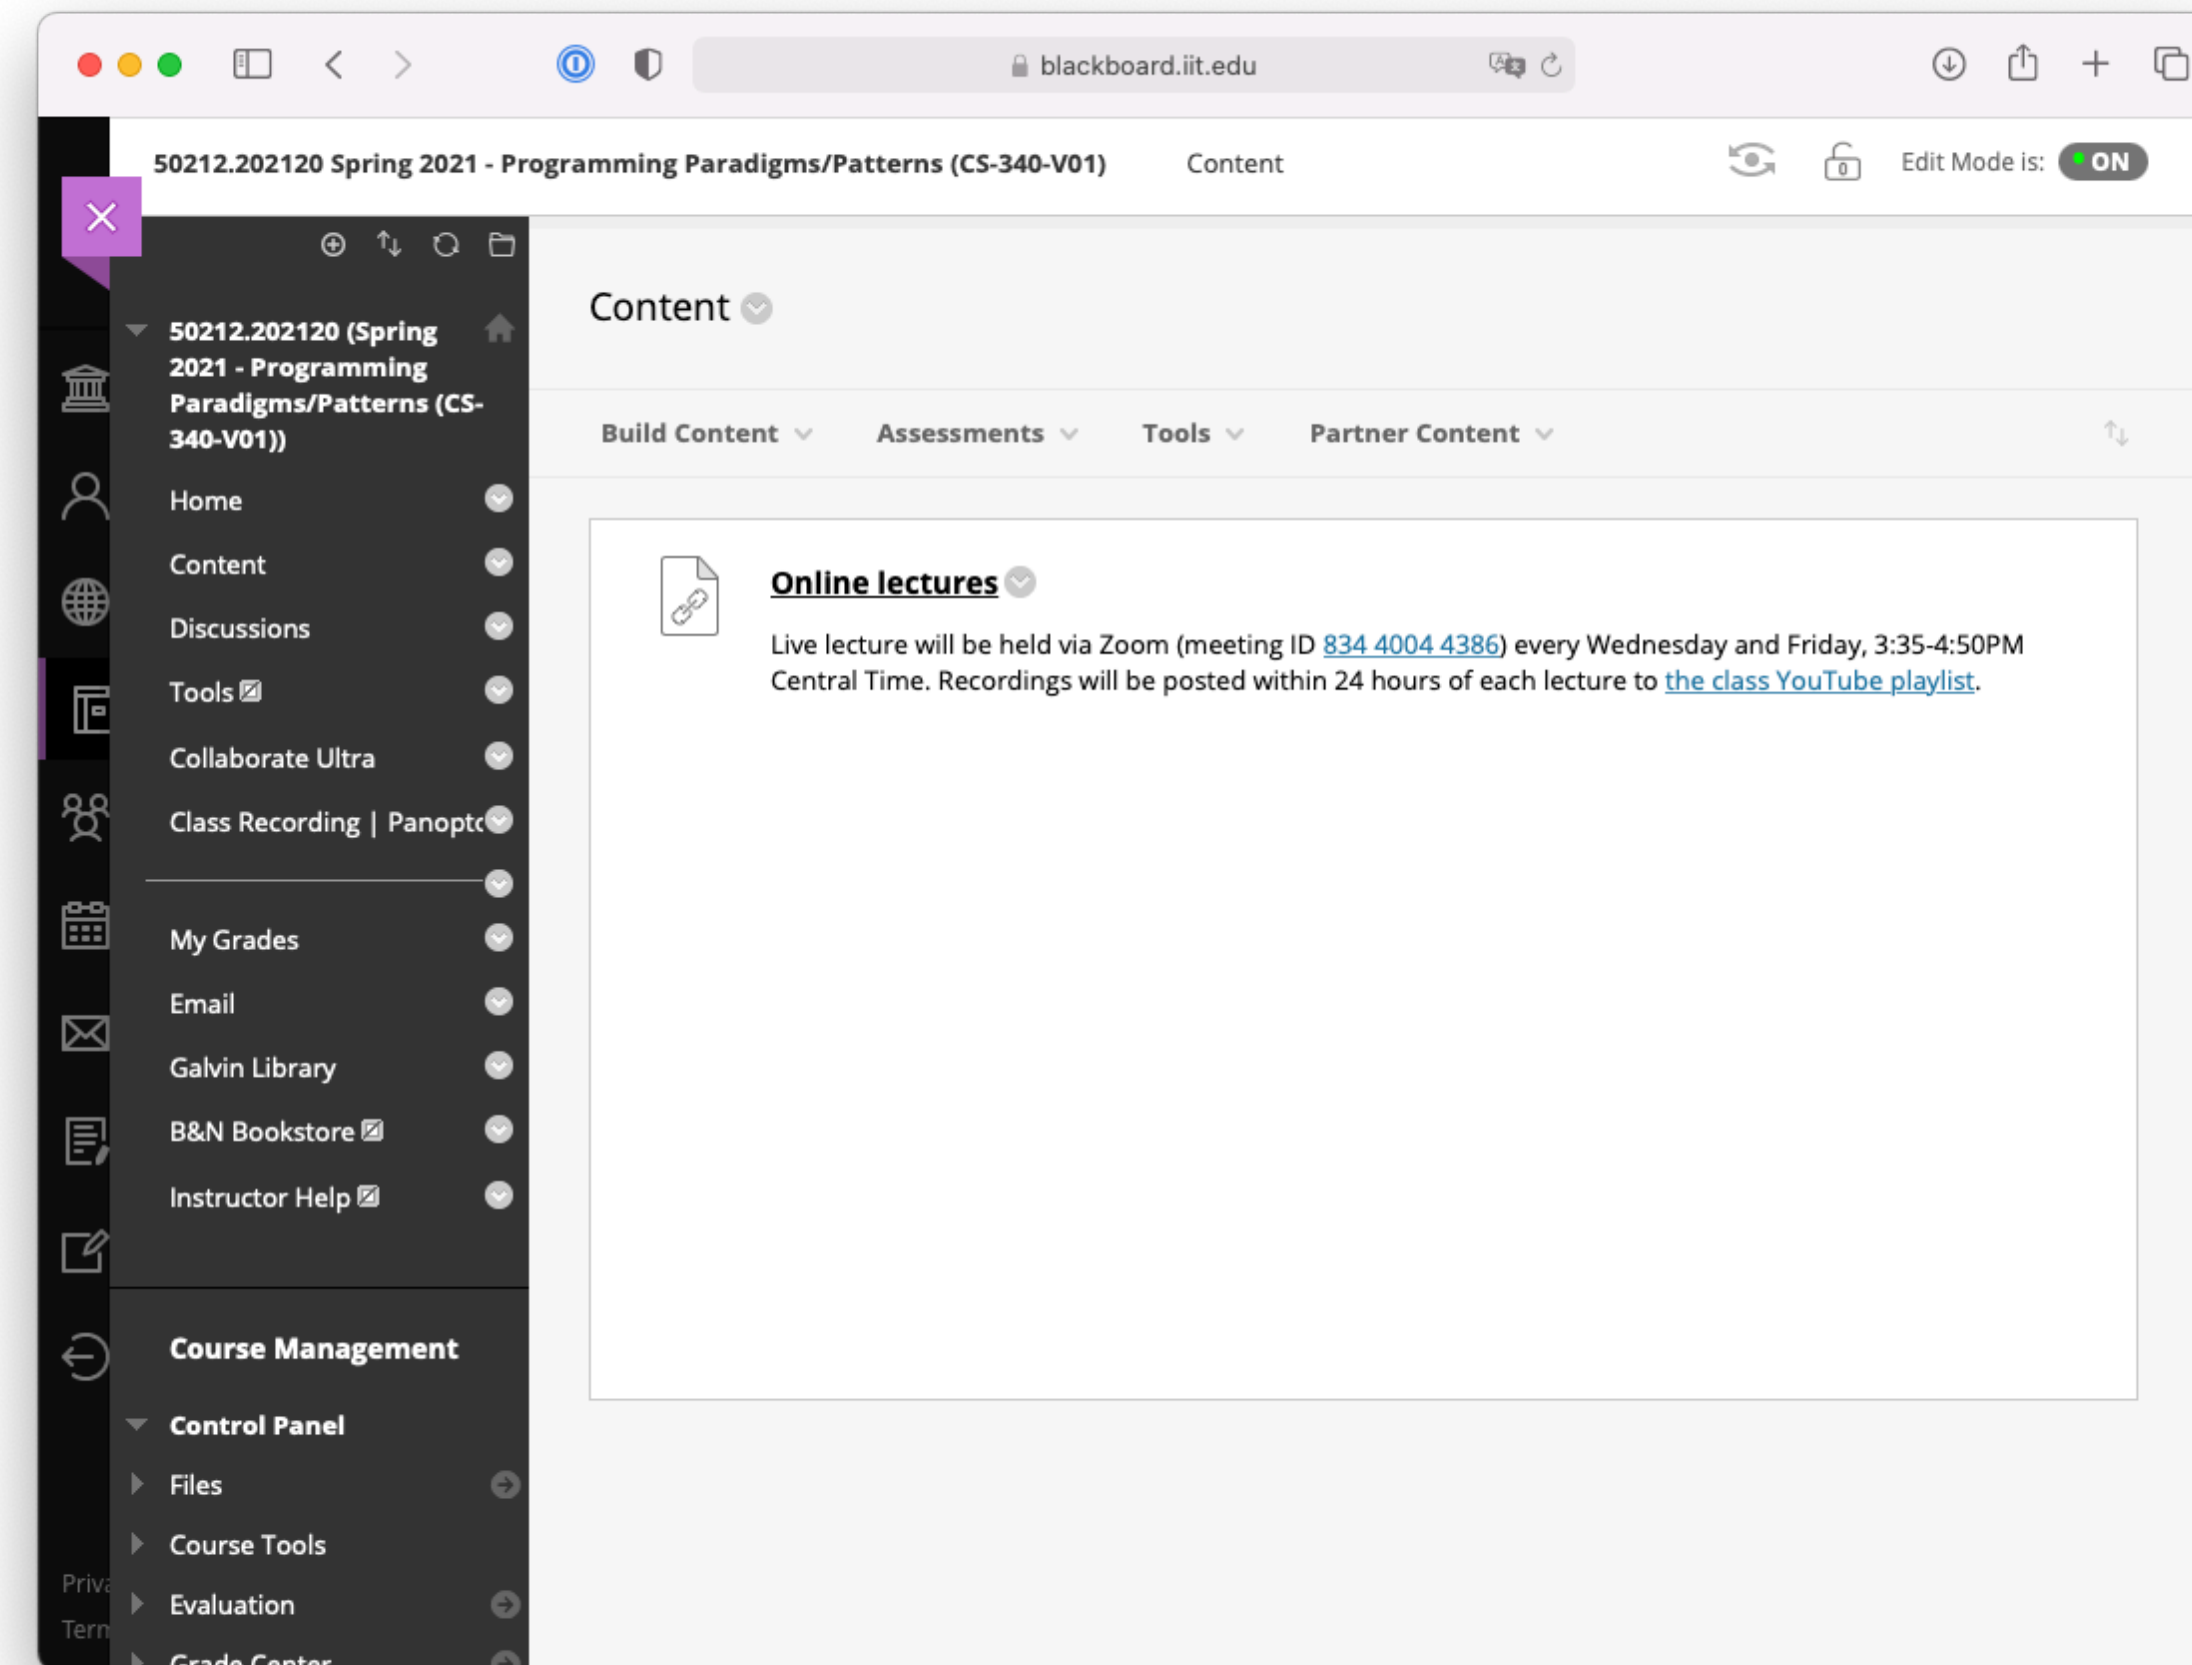 blackboard.iit.edu
50212.202120 Spring 2021 - Programming Paradigms/Patterns (CS-340-V01)
Content
Edit Mode is:
ON
50212.202120 (Spring
2021 - Programming
Paradigms/Patterns (CS-
340-V01))
Home
Content
Discussions
Tools
Collaborate Ultra
Class Recording | Panopto
My Grades
Email
Galvin Library
B&N Bookstore
Instructor Help
Course Management
Control Panel
Files
Course Tools
Evaluation
Grade Center
Content
Build Content
Assessments
Tools
Partner Content
Online lectures
Live lecture will be held via Zoom (meeting ID 834 4004 4386) every Wednesday and Friday, 3:35-4:50PM
Central Time. Recordings will be posted within 24 hours of each lecture to the class YouTube playlist.